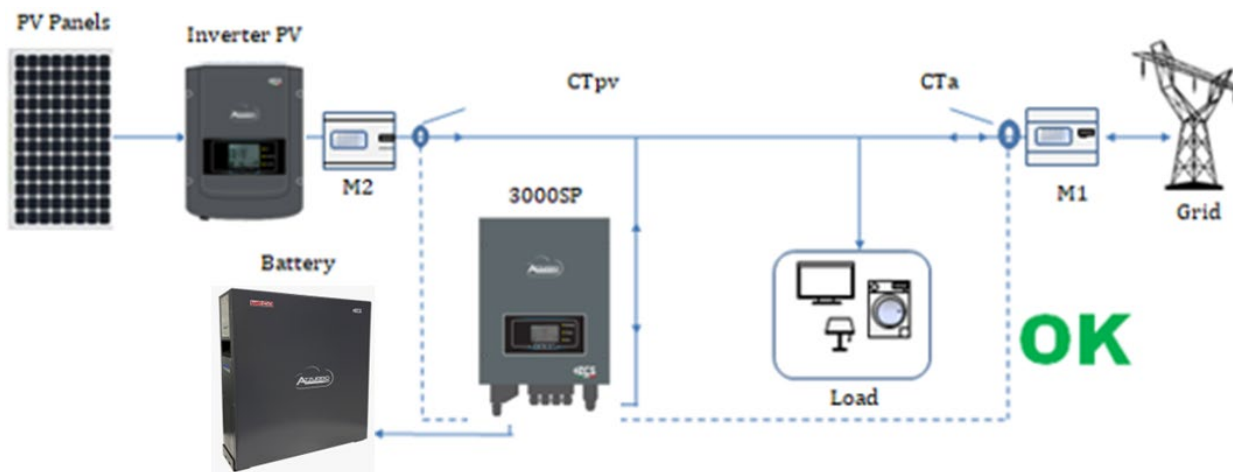 PV Panels
Inverter PV
CTpv
CTa
M2
M1
3000SP
Grid
Battery
Load
OK